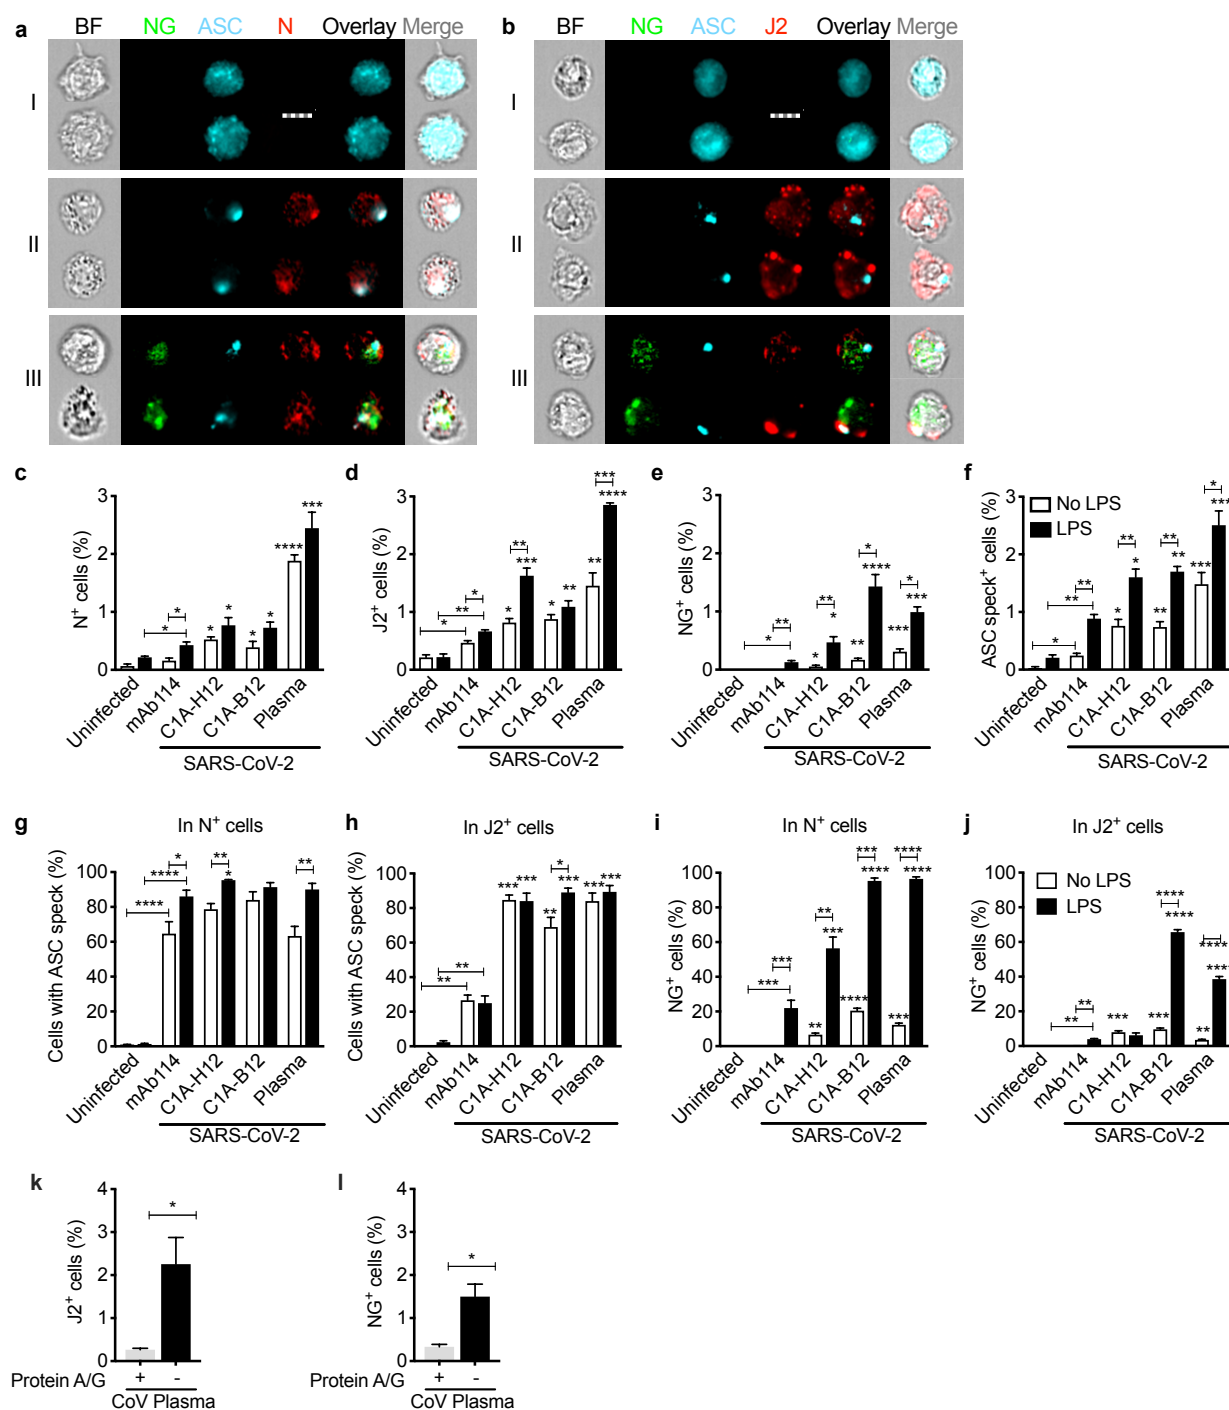 a BF NG ASC N Overlay Merge
b BF NG ASC J2 Overlay Merge
I
II
III
I
II
III
c
N+ cells (%)
3
2
1
0
Uninfected
mAb114
C1A-H12
C1A-B12
Plasma
SARS-CoV-2
* * * * * * **** ***
d
J2+ cells (%)
3
2
1
0
Uninfected
mAb114
C1A-H12
C1A-B12
Plasma
SARS-CoV-2
* ** * * ** *** * ** ** *** ****
e
NG+ cells (%)
3
2
1
0
Uninfected
mAb114
C1A-H12
C1A-B12
Plasma
SARS-CoV-2
* ** * ** * ** * **** *** * ***
f
ASC speck+ cells (%)
3
2
1
0
No LPS
LPS
Uninfected
mAb114
C1A-H12
C1A-B12
Plasma
SARS-CoV-2
* ** ** * ** * ** ** ** *** * ***
g
In N+ cells
Cells with ASC speck (%)
100
80
60
40
20
0
Uninfected
mAb114
C1A-H12
C1A-B12
Plasma
SARS-CoV-2
**** **** * ** * **
h
In J2+ cells
Cells with ASC speck (%)
100
80
60
40
20
0
Uninfected
mAb114
C1A-H12
C1A-B12
Plasma
SARS-CoV-2
** ** *** *** ** * *** *** ***
i
In N+ cells
NG+ cells (%)
100
80
60
40
20
0
Uninfected
mAb114
C1A-H12
C1A-B12
Plasma
SARS-CoV-2
*** *** ** ** *** **** *** **** *** **** ****
j
In J2+ cells
NG+ cells (%)
100
80
60
40
20
0
No LPS
LPS
Uninfected
mAb114
C1A-H12
C1A-B12
Plasma
SARS-CoV-2
** ** *** *** **** **** ** **** ****
k
J2+ cells (%)
4
3
2
1
0
*
Protein A/G + -
CoV Plasma
l
NG+ cells (%)
4
3
2
1
0
*
Protein A/G + -
CoV Plasma